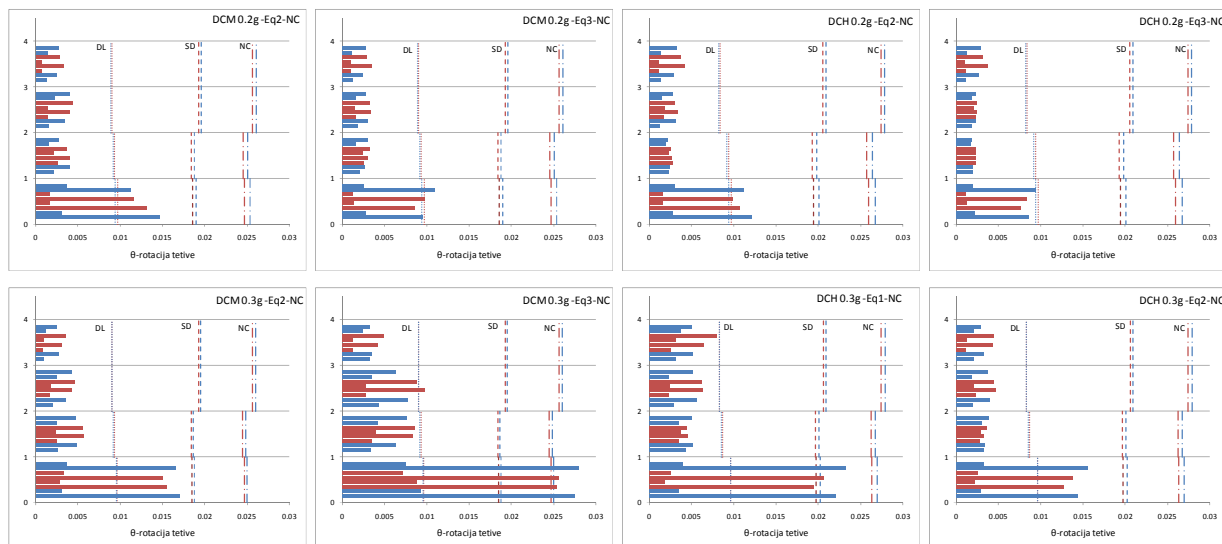 DCM 0.2g -Eq2-NC
4
3
2
1
0
DL
SD
NC
0
0.005
0.01
0.015
0.02
0.025
0.03
θ-rotacija tetive
DCM 0.2g -Eq3-NC
4
3
2
1
0
DL
SD
NC
0
0.005
0.01
0.015
0.02
0.025
0.03
θ-rotacija tetive
DCH 0.2g -Eq2-NC
4
3
2
1
0
DL
SD
NC
0
0.005
0.01
0.015
0.02
0.025
0.03
θ-rotacija tetive
DCH 0.2g -Eq3-NC
4
3
2
1
0
DL
SD
NC
0
0.005
0.01
0.015
0.02
0.025
0.03
θ-rotacija tetive
DCM 0.3g -Eq2-NC
4
3
2
1
0
DL
SD
NC
0
0.005
0.01
0.015
0.02
0.025
0.03
θ-rotacija tetive
DCM 0.3g -Eq3-NC
4
3
2
1
0
DL
SD
NC
0
0.005
0.01
0.015
0.02
0.025
0.03
θ-rotacija tetive
DCH 0.3g -Eq1-NC
4
3
2
1
0
DL
SD
NC
0
0.005
0.01
0.015
0.02
0.025
0.03
θ-rotacija tetive
DCH 0.3g -Eq2-NC
4
3
2
1
0
DL
SD
NC
0
0.005
0.01
0.015
0.02
0.025
0.03
θ-rotacija tetive